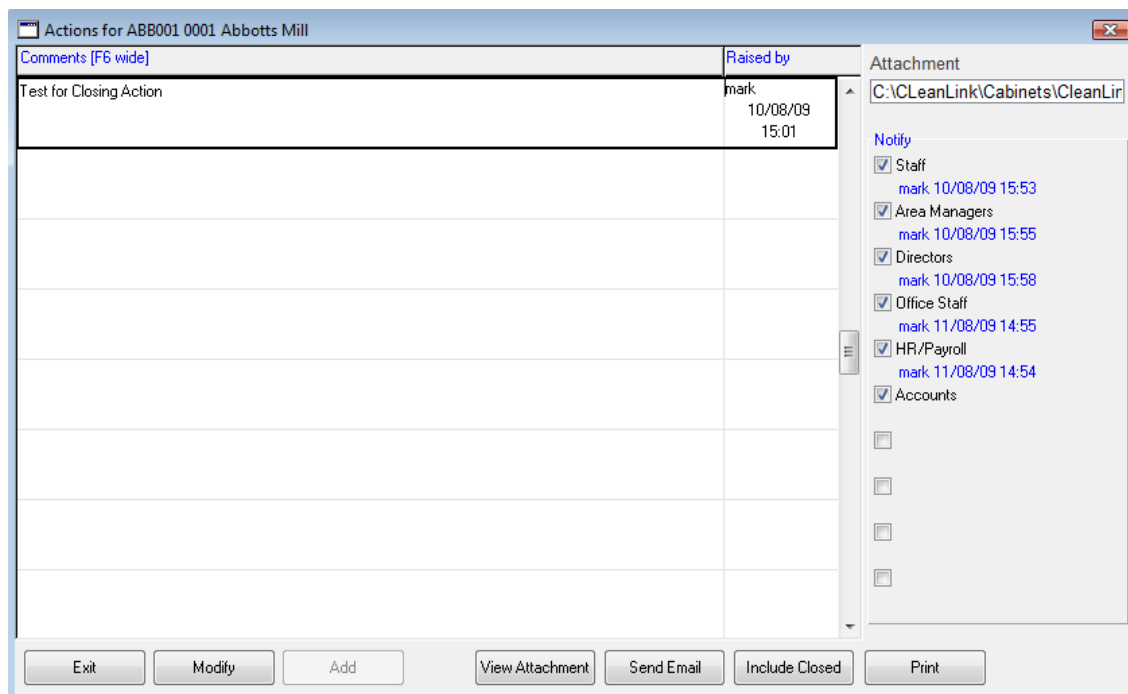 Actions for ABB001 0001 Abbotts Mill
Comments [F6 wide]
Raised by
Test for Closing Action
mark
10/08/09
15:01
Attachment
C:\CLeanLink\Cabinets\CleanLin
Notify
Staff
mark 10/08/09 15:53
Area Managers
mark 10/08/09 15:55
Directors
mark 10/08/09 15:58
Office Staff
mark 11/08/09 14:55
HR/Payroll
mark 11/08/09 14:54
Accounts
Exit
Modify
Add
View Attachment
Send Email
Include Closed
Print